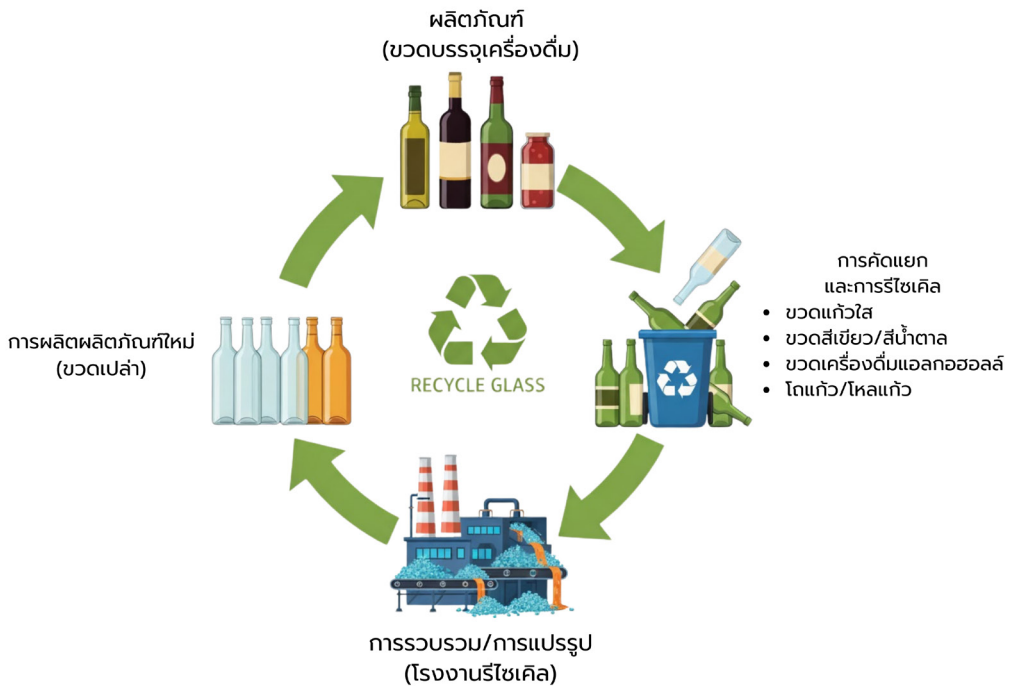 ผลิตภัณฑ์
(ขวดบรรจุเครื่องดื่ม)
การคัดแยก
และการรีไซเคิล
• ขวดแก้วใส
• ขวดสีเขียว/สีน้ำตาล
• ขวดเครื่องดื่มแอลกอฮอลล์
• โถแก้ว/โหลแก้ว
การผลิตผลิตภัณฑ์ใหม่
(ขวดเปล่า)
RECYCLE GLASS
การรวบรวม/การแปรรูป
(โรงงานรีไซเคิล)